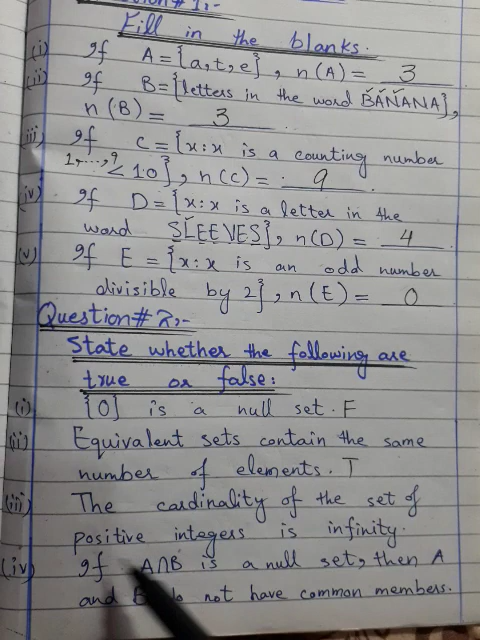 Question # 1:-
Fill in the blanks.
(i) If A = {a, t, e}, n(A) = 3
(ii) If B = {letters in the word BANANA},
n(B) = 3
(iii) If C = {x:x is a counting number
1,...,9 < 10}, n(C) = 9
(iv) If D = {x:x is a letter in the
word SLEEVES}, n(D) = 4
(v) If E = {x:x is an odd number
divisible by 2}, n(E) = 0
Question # 2:-
State whether the following are
true or false:
(i) {0} is a null set. F
(ii) Equivalent sets contain the same
number of elements. T
(iii) The cardinality of the set of
positive integers is infinity.
(iv) If A∩B is a null set, then A
and B do not have common members.